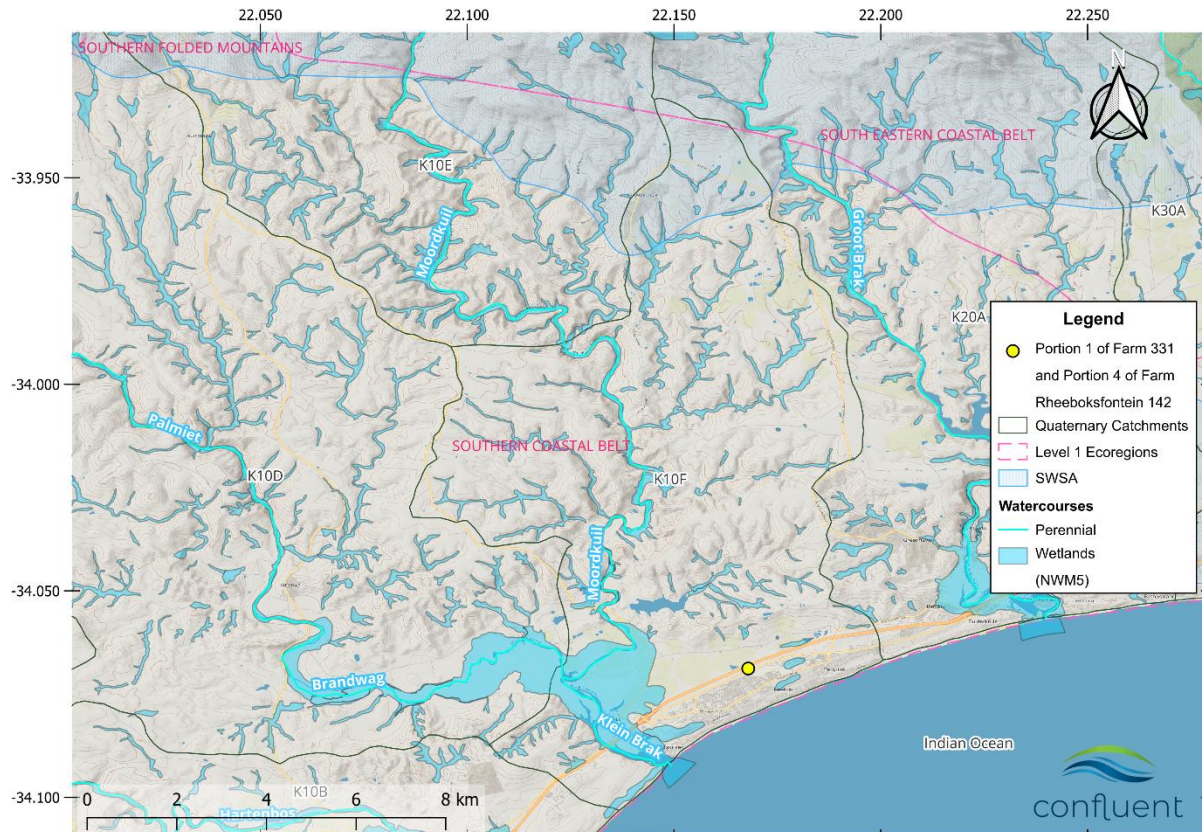 22.050 22.100 22.150 22.200 22.250
SOUTHERN FOLDED MOUNTAINS
N
SOUTH EASTERN COASTAL BELT
K10E
-33.950
K30A
Moordkuil
Groot Brak
K20A
Legend
Portion 1 of Farm 331
and Portion 4 of Farm
Rheeboksfontein 142
Quaternary Catchments
Level 1 Ecoregions
SWSA
Watercourses
Perennial
Wetlands
(NWM5)
-34.000
Palmiet
SOUTHERN COASTAL BELT
K10D
K10F
Moordkuil
-34.050
Brandwag
Klein Brak
Indian Ocean
-34.100
K10B
0 2 4 6 8 km
Hartenbos
confluent